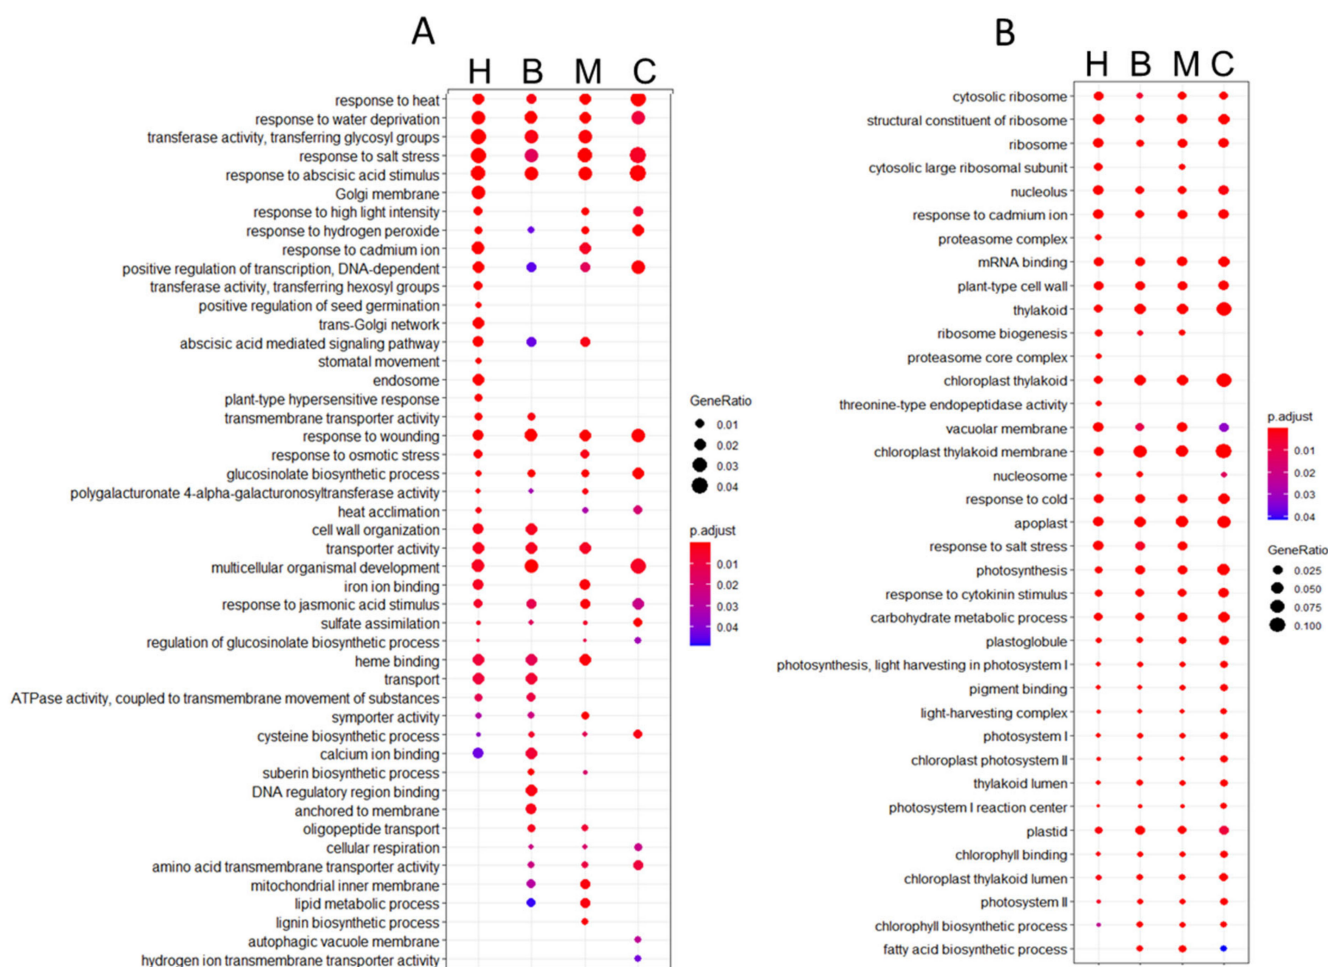 A
H B M C
response to heat
response to water deprivation
transferase activity, transferring glycosyl groups
response to salt stress
response to abscisic acid stimulus
Golgi membrane
response to high light intensity
response to hydrogen peroxide
response to cadmium ion
positive regulation of transcription, DNA-dependent
transferase activity, transferring hexosyl groups
positive regulation of seed germination
trans-Golgi network
abscisic acid mediated signaling pathway
stomatal movement
endosome
plant-type hypersensitive response
transmembrane transporter activity
response to wounding
response to osmotic stress
glucosinolate biosynthetic process
polygalacturonate 4-alpha-galacturonosyltransferase activity
heat acclimation
cell wall organization
transporter activity
multicellular organismal development
iron ion binding
response to jasmonic acid stimulus
sulfate assimilation
regulation of glucosinolate biosynthetic process
heme binding
transport
ATPase activity, coupled to transmembrane movement of substances
symporter activity
cysteine biosynthetic process
calcium ion binding
suberin biosynthetic process
DNA regulatory region binding
anchored to membrane
oligopeptide transport
cellular respiration
amino acid transmembrane transporter activity
mitochondrial inner membrane
lipid metabolic process
lignin biosynthetic process
autophagic vacuole membrane
hydrogen ion transmembrane transporter activity
GeneRatio
0.01
0.02
0.03
0.04
p.adjust
0.01
0.02
0.03
0.04
B
H B M C
cytosolic ribosome
structural constituent of ribosome
ribosome
cytosolic large ribosomal subunit
nucleolus
response to cadmium ion
proteasome complex
mRNA binding
plant-type cell wall
thylakoid
ribosome biogenesis
proteasome core complex
chloroplast thylakoid
threonine-type endopeptidase activity
vacuolar membrane
chloroplast thylakoid membrane
nucleosome
response to cold
apoplast
response to salt stress
photosynthesis
response to cytokinin stimulus
carbohydrate metabolic process
plastoglobule
photosynthesis, light harvesting in photosystem I
pigment binding
light-harvesting complex
photosystem I
chloroplast photosystem II
thylakoid lumen
photosystem I reaction center
plastid
chlorophyll binding
chloroplast thylakoid lumen
photosystem II
chlorophyll biosynthetic process
fatty acid biosynthetic process
p.adjust
0.01
0.02
0.03
0.04
GeneRatio
0.025
0.050
0.075
0.100